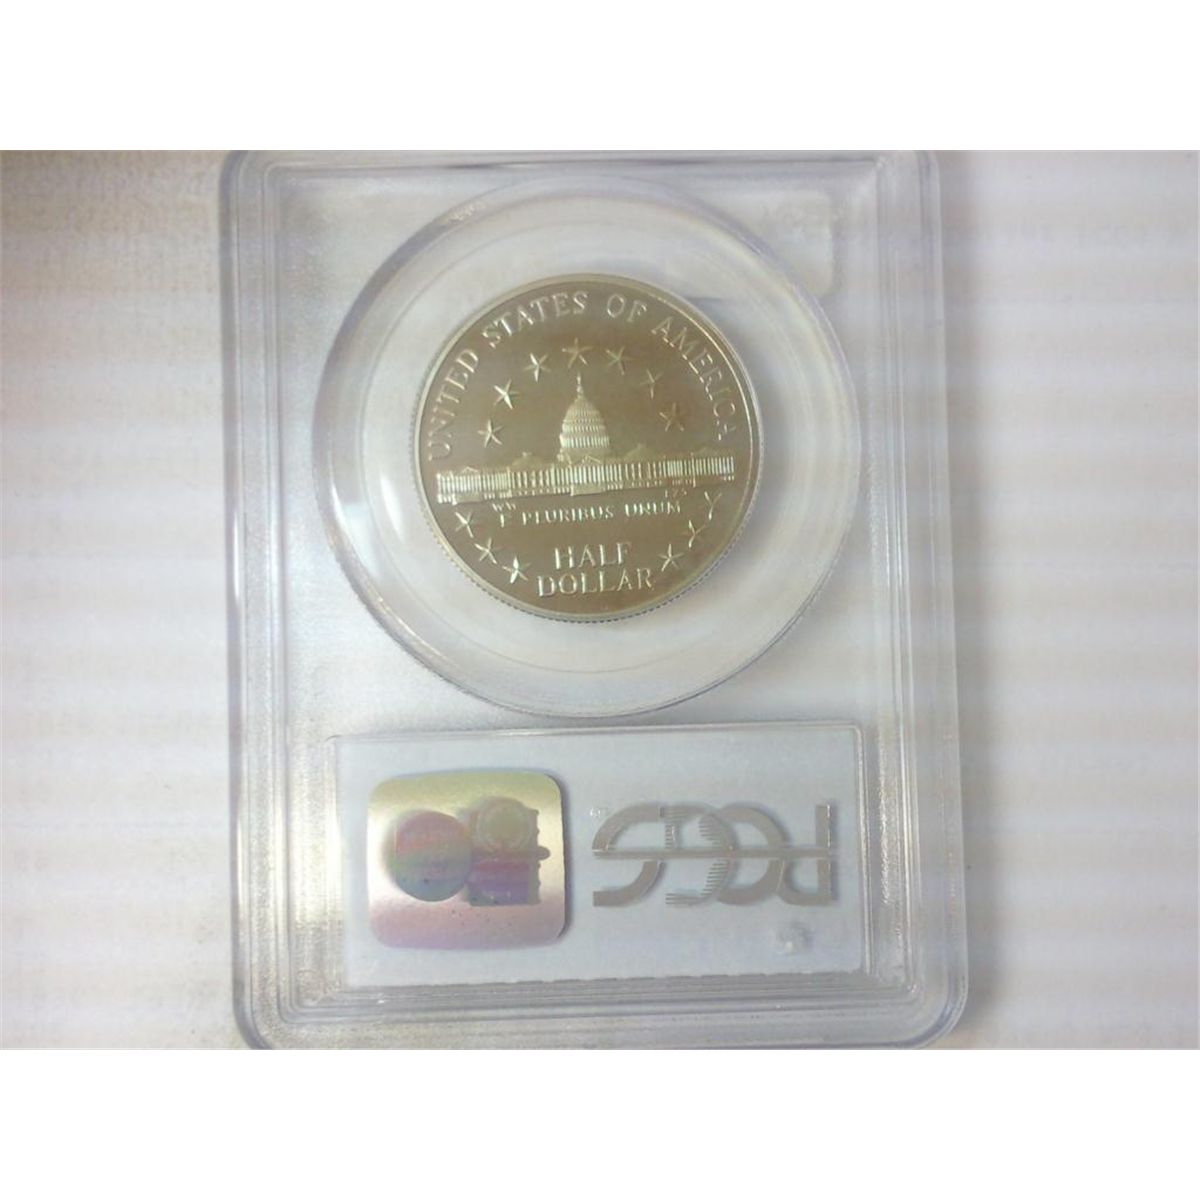 UNITED STATES OF AMERICA
E PLURIBUS UNUM
HALF
DOLLAR
PCGS